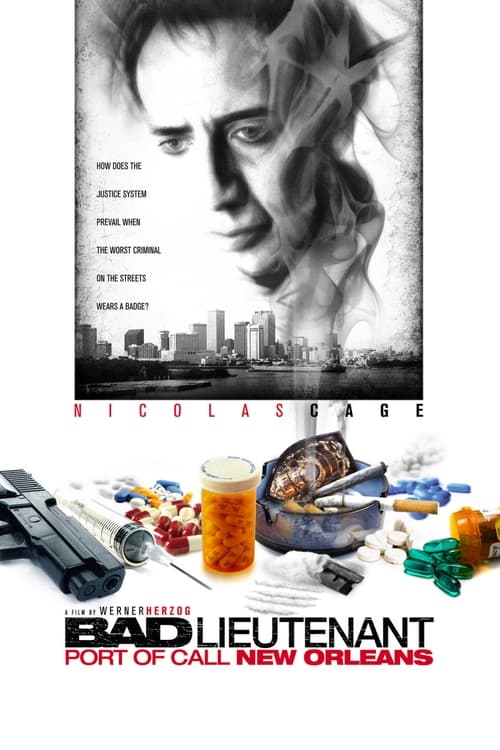 HOW DOES THE
JUSTICE SYSTEM
PREVAIL WHEN
THE WORST CRIMINAL
ON THE STREETS
WEARS A BADGE?
NICOLAS CAGE
A FILM BY WERNER HERZOG
BAD LIEUTENANT
PORT OF CALL NEW ORLEANS